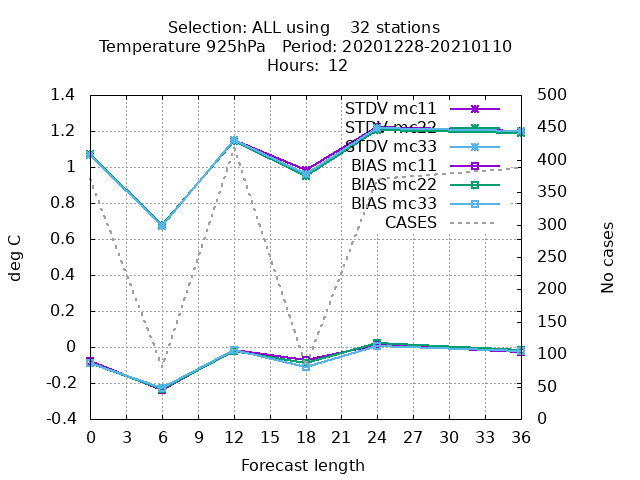 Selection: ALL using 32 stations
Temperature 925hPa Period: 20201228-20210110
Hours: 12
1.4
1.2
1
0.8
0.6
0.4
0.2
0
-0.2
-0.4
500
450
400
350
300
250
200
150
100
50
0
STDV mc11
STDV mc22
STDV mc33
BIAS mc11
BIAS mc22
BIAS mc33
CASES
deg C
No cases
0 3 6 9 12 15 18 21 24 27 30 33 36
Forecast length